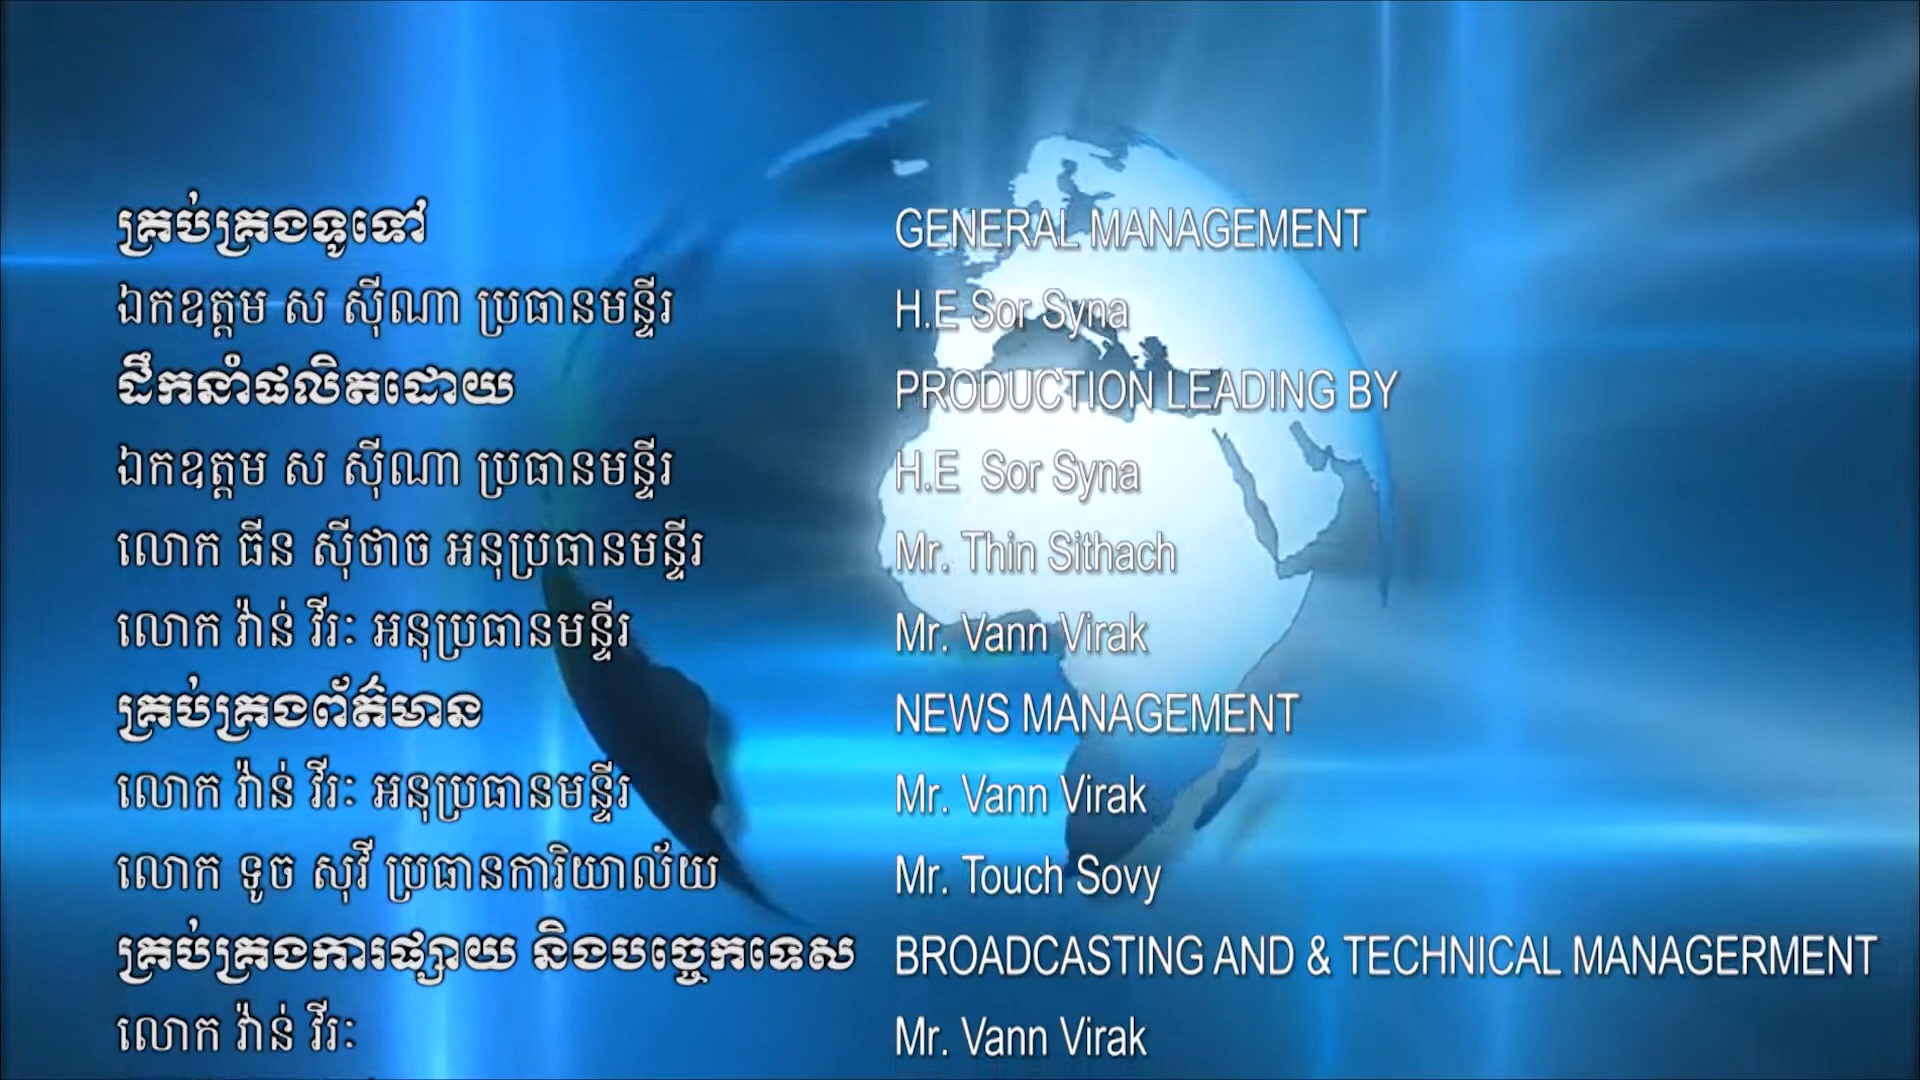 គ្រប់គ្រងទូទៅ GENERAL MANAGEMENT
ឯកឧត្តម ស ស៊ីណា ប្រធានមន្ទីរ H.E Sor Syna
ដឹកនាំផលិតដោយ PRODUCTION LEADING BY
ឯកឧត្តម ស ស៊ីណា ប្រធានមន្ទីរ H.E Sor Syna
លោក ធីន ស៊ីថាច អនុប្រធានមន្ទីរ Mr. Thin Sithach
លោក វ៉ាន់ វីរៈ អនុប្រធានមន្ទីរ Mr. Vann Virak
គ្រប់គ្រងព័ត៌មាន NEWS MANAGEMENT
លោក វ៉ាន់ វីរៈ អនុប្រធានមន្ទីរ Mr. Vann Virak
លោក ទូច សុវី ប្រធានការិយាល័យ Mr. Touch Sovy
គ្រប់គ្រងការផ្សាយ និងបច្ចេកទេស BROADCASTING AND & TECHNICAL MANAGERMENT
លោក វ៉ាន់ វីរៈ Mr. Vann Virak